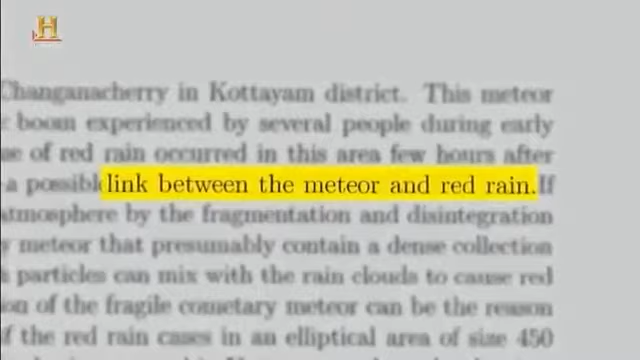 H
Changanacherry in Kottayam district. This meteor
boom experienced by several people during early
of red rain occurred in this area few hours after
a possible link between the meteor and red rain. If
atmosphere by the fragmentation and disintegration
meteor that presumably contain a dense collection
particles can mix with the rain clouds to cause red
of the fragile cometary meteor can be the reason
the red rain cases in an elliptical area of size 450